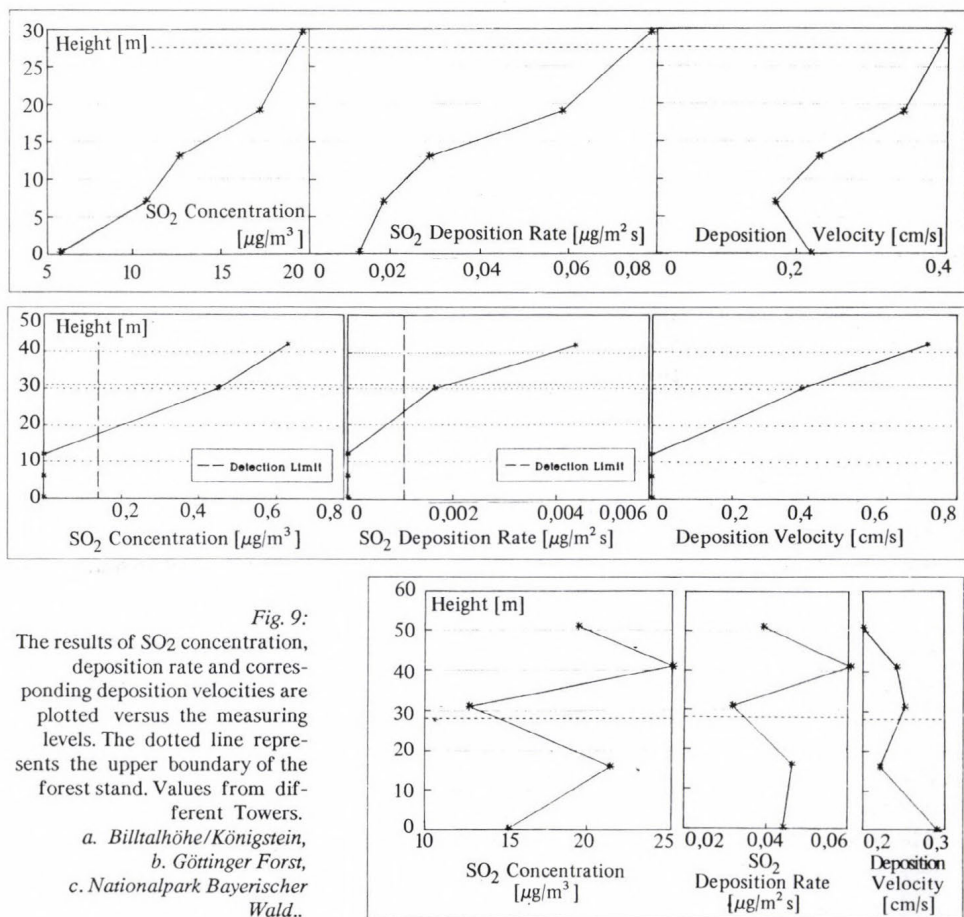 30
25
20
15
10
5
0
Height [m]
SO2 Concentration
[µg/m³]
5 10 15 20
SO2 Deposition Rate [µg/m² s]
0 0,02 0,04 0,06 0,08
Deposition Velocity [cm/s]
0 0,2 0,4
50
40
30
20
10
0
Height [m]
Detection Limit
0,2 0,4 0,6 0,8
SO2 Concentration [µg/m³]
Detection Limit
0 0,002 0,004 0,006
SO2 Deposition Rate [µg/m² s]
0 0,2 0,4 0,6 0,8
Deposition Velocity [cm/s]
60
50
40
30
20
10
0
Height [m]
10 15 20 25
SO2 Concentration
[µg/m³]
0,02 0,04 0,06
SO2
Deposition Rate
[µg/m² s]
0,2 0,3
Deposition
Velocity
[cm/s]
Fig. 9:
The results of SO2 concentration,
deposition rate and corres-
ponding deposition velocities are
plotted versus the measuring
levels. The dotted line repre-
sents the upper boundary of the
forest stand. Values from dif-
ferent Towers.
a. Billtalhöhe/Königstein,
b. Göttinger Forst,
c. Nationalpark Bayerischer
Wald..